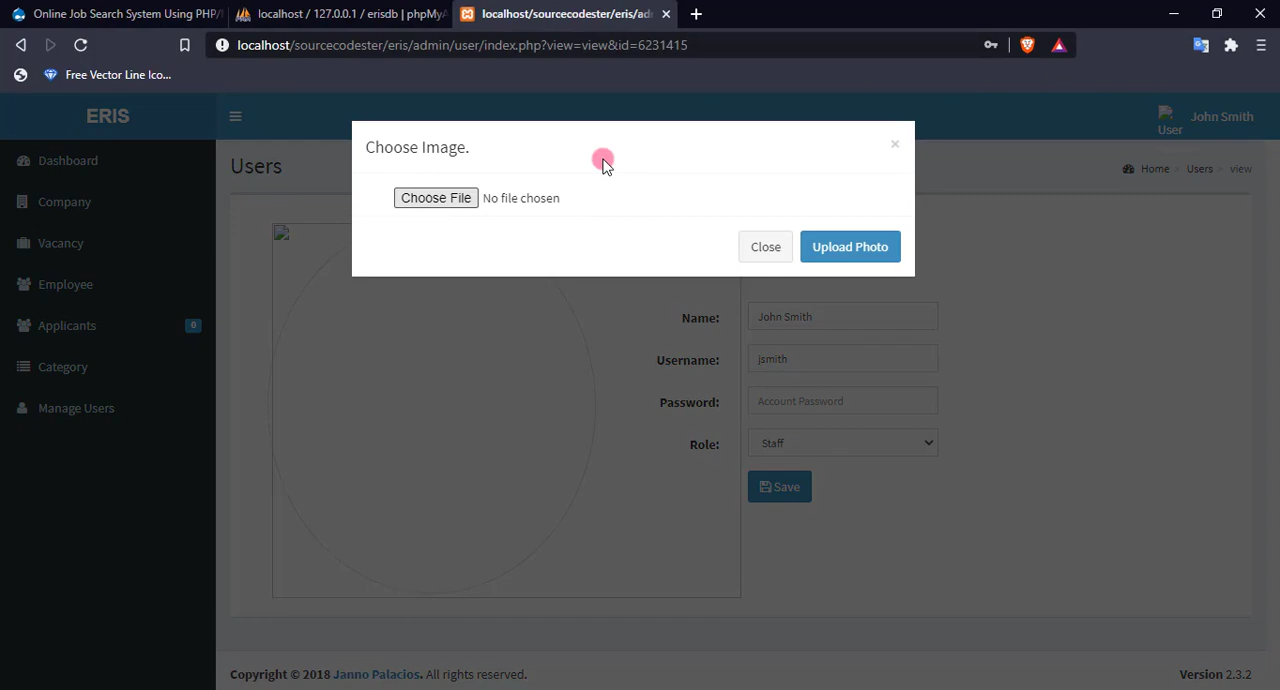 Online Job Search System Using PHP/
localhost / 127.0.0.1 / erisdb | phpMy
localhost/sourcecodester/eris/ad
localhost/sourcecodester/eris/admin/user/index.php?view=view&id=6231415
Free Vector Line Ico...
ERIS
User
John Smith
Dashboard
Company
Vacancy
Employee
Applicants 0
Category
Manage Users
Users
Home
Users
view
Choose Image.
×
Choose File No file chosen
Close
Upload Photo
Name: John Smith
Username: jsmith
Password: Account Password
Role: Staff
Save
Copyright © 2018 Janno Palacios. All rights reserved.
Version 2.3.2